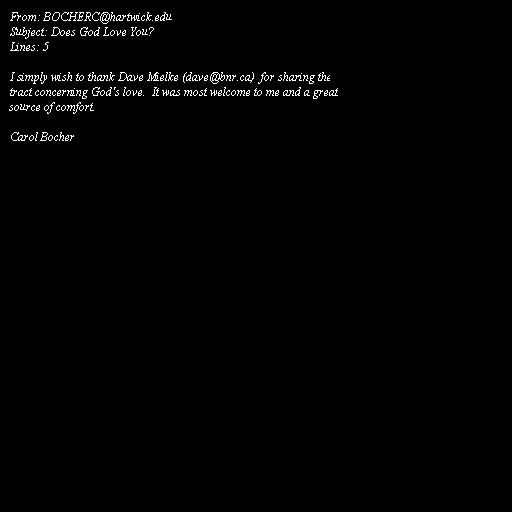 From: BOCHERC@hartwick.edu
Subject: Does God Love You?
Lines: 5
I simply wish to thank Dave Mielke (dave@bnr.ca)  for sharing the
tract concerning God's love.  It was most welcome to me and a great
source of comfort.
Carol Bocher